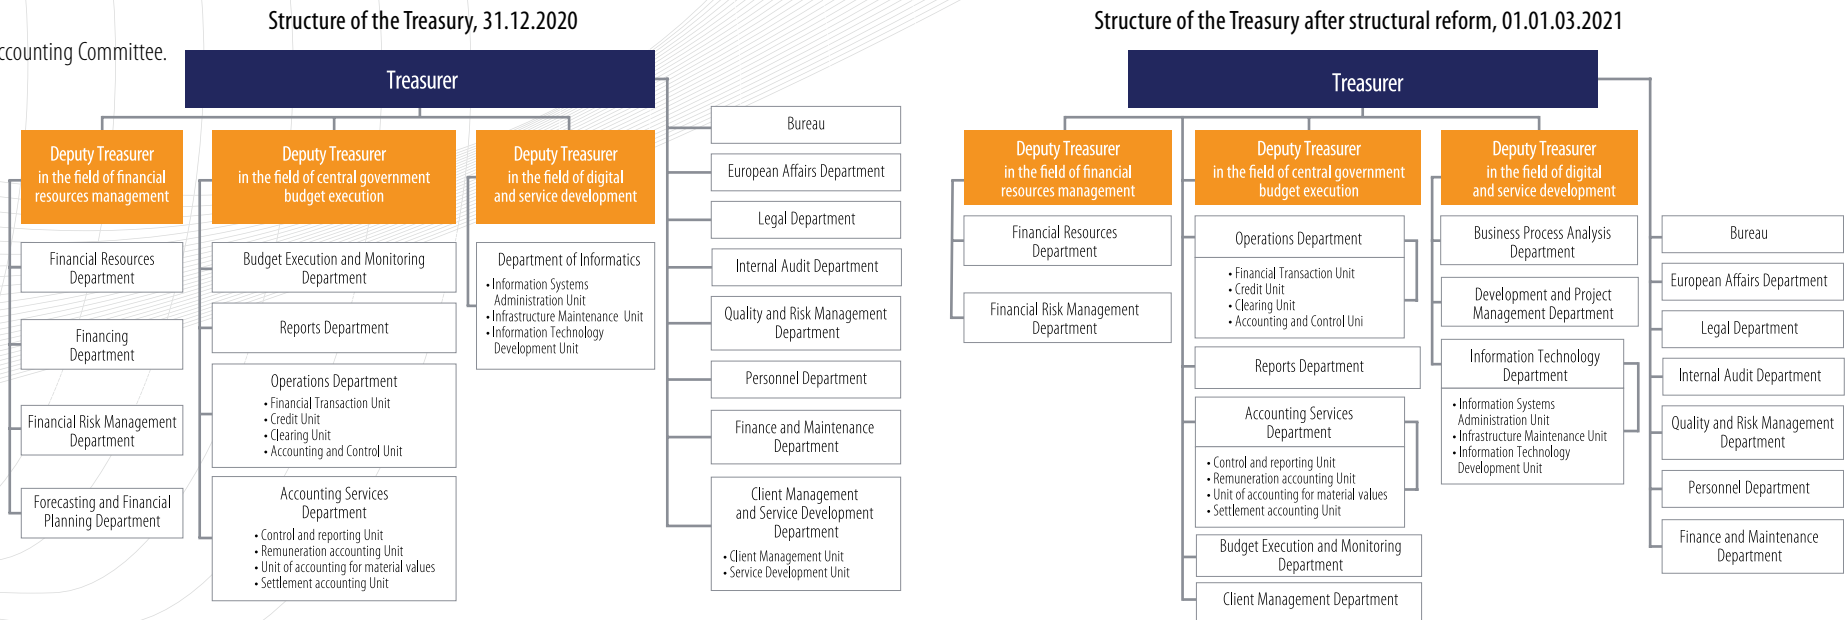 Structure of the Treasury, 31.12.2020
ccounting Committee.
Treasurer
Deputy Treasurer
in the field of financial
resources management
Financial Resources
Department
Financing
Department
Financial Risk Management
Department
Forecasting and Financial
Planning Department
Deputy Treasurer
in the field of central government
budget execution
Budget Execution and Monitoring
Department
Reports Department
Operations Department
• Financial Transaction Unit
• Credit Unit
• Clearing Unit
• Accounting and Control Unit
Accounting Services
Department
• Control and reporting Unit
• Remuneration accounting Unit
• Unit of accounting for material values
• Settlement accounting Unit
Deputy Treasurer
in the field of digital
and service development
Department of Informatics
• Information Systems
Administration Unit
• Infrastructure Maintenance Unit
• Information Technology
Development Unit
Bureau
European Affairs Department
Legal Department
Internal Audit Department
Quality and Risk Management
Department
Personnel Department
Finance and Maintenance
Department
Client Management
and Service Development
Department
• Client Management Unit
• Service Development Unit
Structure of the Treasury after structural reform, 01.01.03.2021
Treasurer
Deputy Treasurer
in the field of financial
resources management
Financial Resources
Department
Financial Risk Management
Department
Deputy Treasurer
in the field of central government
budget execution
Operations Department
• Financial Transaction Unit
• Credit Unit
• Clearing Unit
• Accounting and Control Uni
Reports Department
Accounting Services
Department
• Control and reporting Unit
• Remuneration accounting Unit
• Unit of accounting for material values
• Settlement accounting Unit
Budget Execution and Monitoring
Department
Client Management Department
Deputy Treasurer
in the field of digital
and service development
Business Process Analysis
Department
Development and Project
Management Department
Information Technology
Department
• Information Systems
Administration Unit
• Infrastructure Maintenance Unit
• Information Technology
Development Unit
Bureau
European Affairs Department
Legal Department
Internal Audit Department
Quality and Risk Management
Department
Personnel Department
Finance and Maintenance
Department